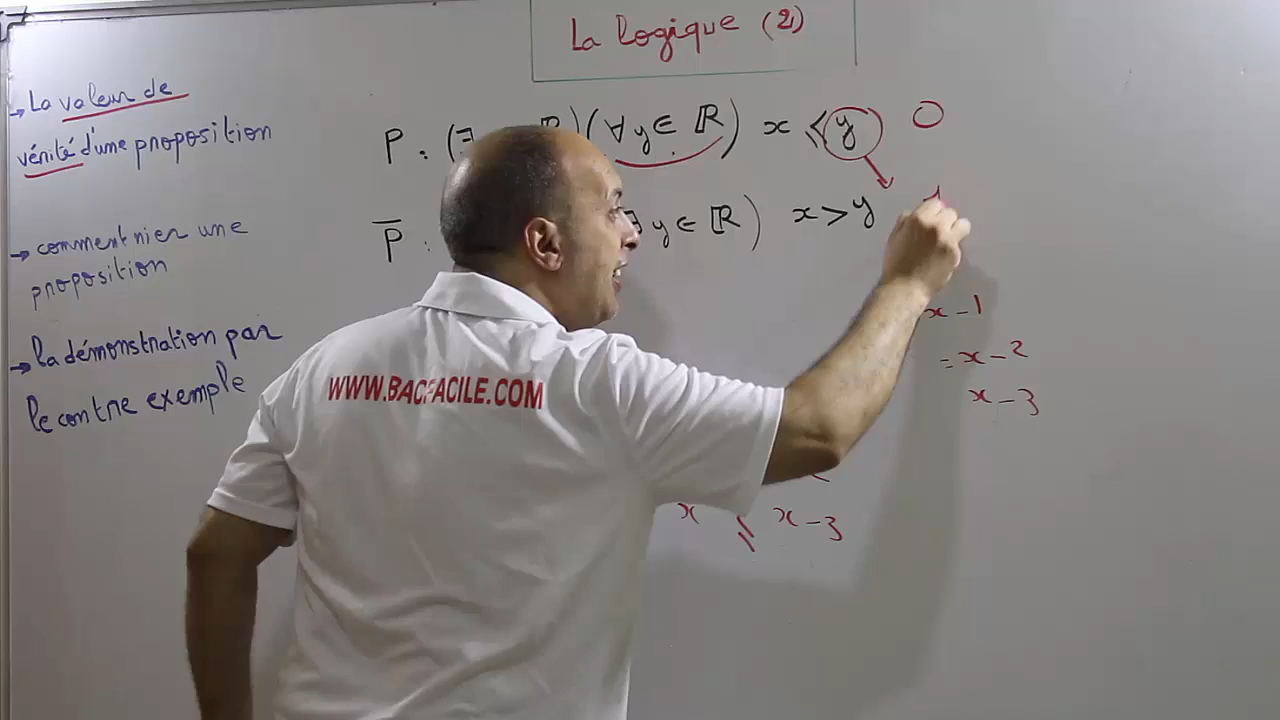 La logique (2)
→ La valeur de
vérité d'une proposition
→ comment nier une
proposition
→ la démonstration par
le contre exemple
P : (∃ R) (∀ y ∈ ℝ) x ≤ y 0
P̅ : ∃ y ∈ ℝ) x > y 1
x - 1
= x - 2
x - 3
x x - 3
WWW.BACFACILE.COM